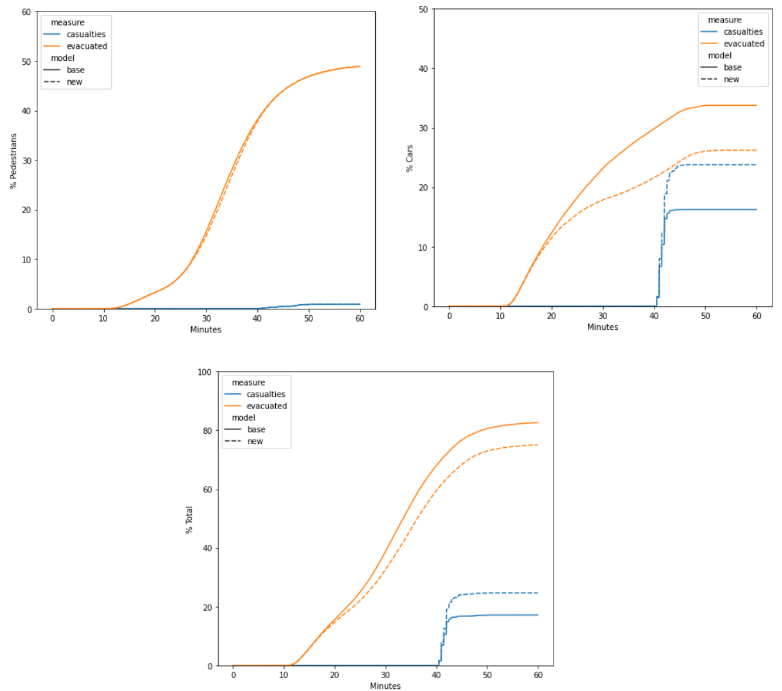 60
50
40
30
20
10
0
% Pedestrians
measure
casualties
evacuated
model
base
new
0 10 20 30 40 50 60
Minutes
50
40
30
20
10
0
% Cars
measure
casualties
evacuated
model
base
new
0 10 20 30 40 50 60
Minutes
100
80
60
40
20
0
% Total
measure
casualties
evacuated
model
base
new
0 10 20 30 40 50 60
Minutes